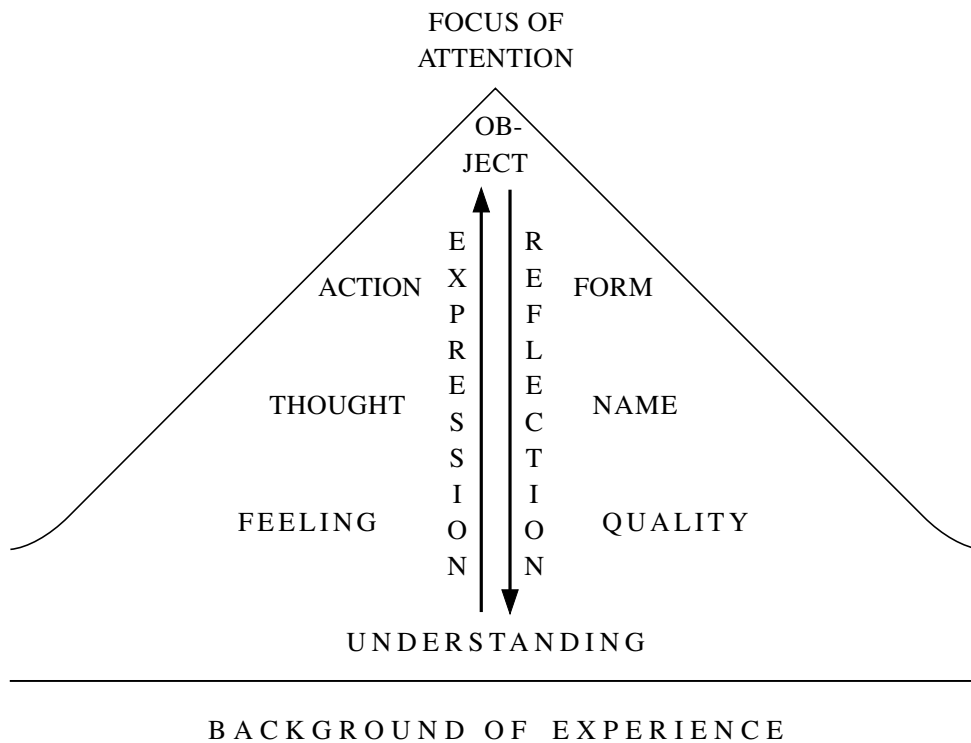 FOCUS OF
ATTENTION
OB-
JECT
EXPRESSION
REFLECTION
ACTION
FORM
THOUGHT
NAME
FEELING
QUALITY
UNDERSTANDING
BACKGROUND OF EXPERIENCE